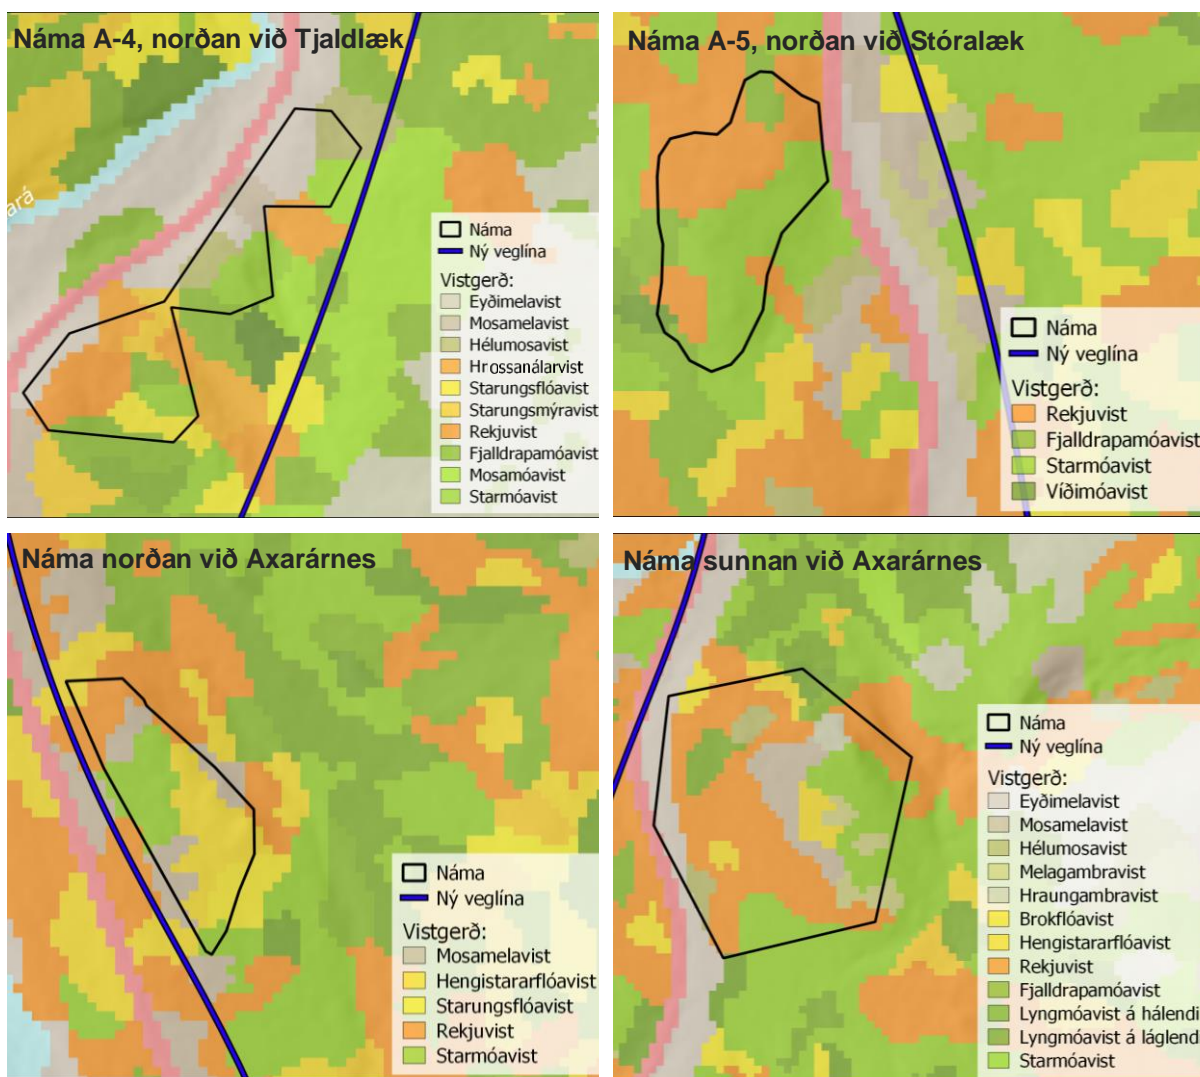 Náma A-4, norðan við Tjaldlæk
ará
Náma
Ný veglína
Vistgerð:
Eyðimelavist
Mosamelavist
Hélumosavist
Hrossanálarvist
Starungsflóavist
Starungsmýravist
Rekjuvist
Fjalldrapamóavist
Mosamóavist
Starmóavist
Náma A-5, norðan við Stóralæk
Náma
Ný veglína
Vistgerð:
Rekjuvist
Fjalldrapamóavist
Starmóavist
Víðimóavist
Náma norðan við Axarárnes
Náma
Ný veglína
Vistgerð:
Mosamelavist
Hengistararflóavist
Starungsflóavist
Rekjuvist
Starmóavist
Náma sunnan við Axarárnes
Náma
Ný veglína
Vistgerð:
Eyðimelavist
Mosamelavist
Hélumosavist
Melagambravist
Hraungambravist
Brokflóavist
Hengistararflóavist
Rekjuvist
Fjalldrapamóavist
Lyngmóavist á hálendi
Lyngmóavist á láglendi
Starmóavist